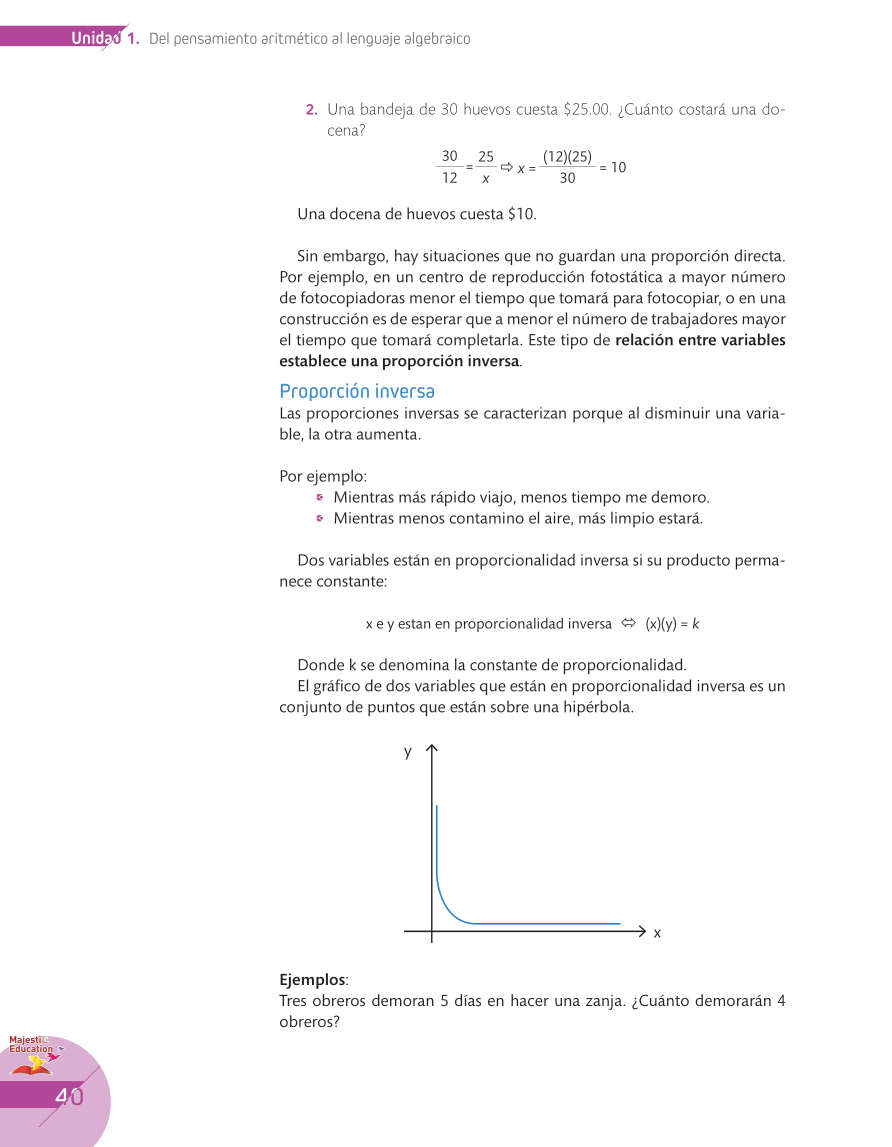 Unidad 1. Del pensamiento aritmético al lenguaje algebraico
2. Una bandeja de 30 huevos cuesta $25.00. ¿Cuánto costará una do-
cena?
30/12 = 25/x ⇨ x = (12)(25)/30 = 10
Una docena de huevos cuesta $10.
Sin embargo, hay situaciones que no guardan una proporción directa.
Por ejemplo, en un centro de reproducción fotostática a mayor número
de fotocopiadoras menor el tiempo que tomará para fotocopiar, o en una
construcción es de esperar que a menor el número de trabajadores mayor
el tiempo que tomará completarla. Este tipo de relación entre variables
establece una proporción inversa.
Proporción inversa
Las proporciones inversas se caracterizan porque al disminuir una varia-
ble, la otra aumenta.
Por ejemplo:
Mientras más rápido viajo, menos tiempo me demoro.
Mientras menos contamino el aire, más limpio estará.
Dos variables están en proporcionalidad inversa si su producto perma-
nece constante:
x e y estan en proporcionalidad inversa ⬄ (x)(y) = k
Donde k se denomina la constante de proporcionalidad.
El gráfico de dos variables que están en proporcionalidad inversa es un
conjunto de puntos que están sobre una hipérbola.
y
x
Ejemplos:
Tres obreros demoran 5 días en hacer una zanja. ¿Cuánto demorarán 4
obreros?
Majestic
Education
40